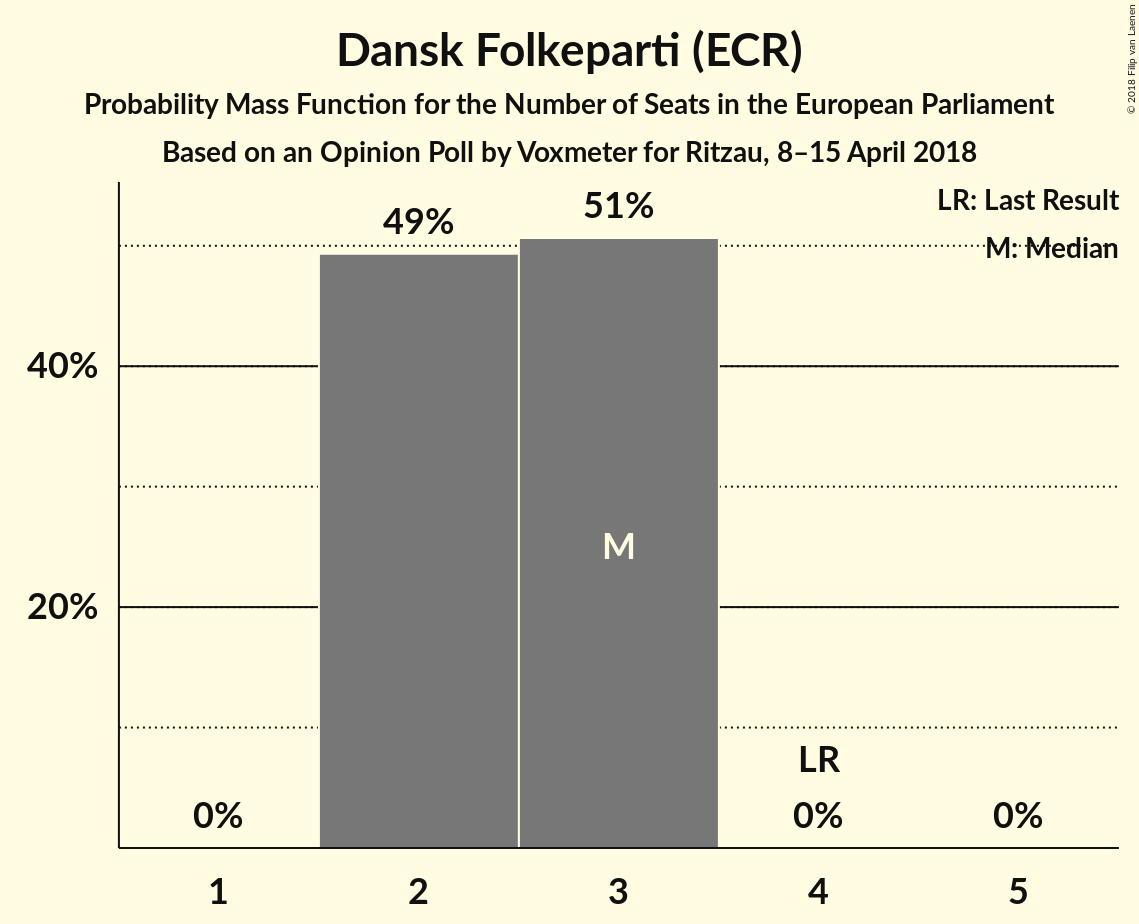 Dansk Folkeparti (ECR)
Probability Mass Function for the Number of Seats in the European Parliament
Based on an Opinion Poll by Voxmeter for Ritzau, 8–15 April 2018
© 2018 Filip van Laenen
LR: Last Result
M: Median
49%
51%
40%
M
20%
LR
0%
0%
0%
1
2
3
4
5